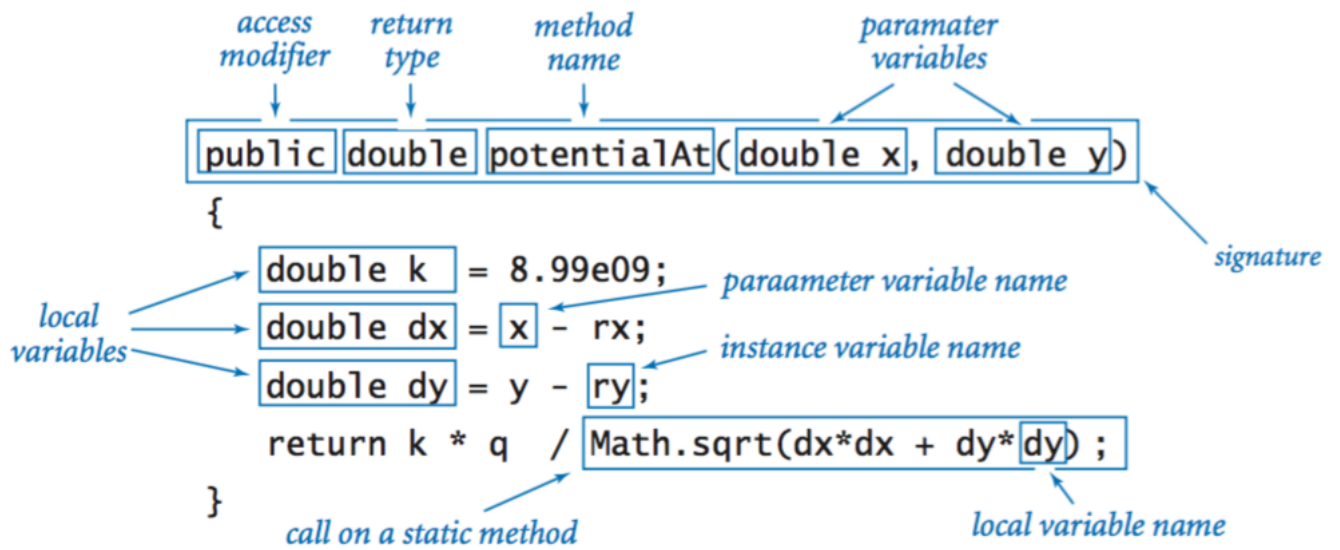 access modifier
return type
method name
paramater variables
public double potentialAt(double x, double y)
signature
{
double k = 8.99e09;
paraameter variable name
local variables
double dx = x - rx;
instance variable name
double dy = y - ry;
return k * q / Math.sqrt(dx*dx + dy*dy) ;
}
call on a static method
local variable name